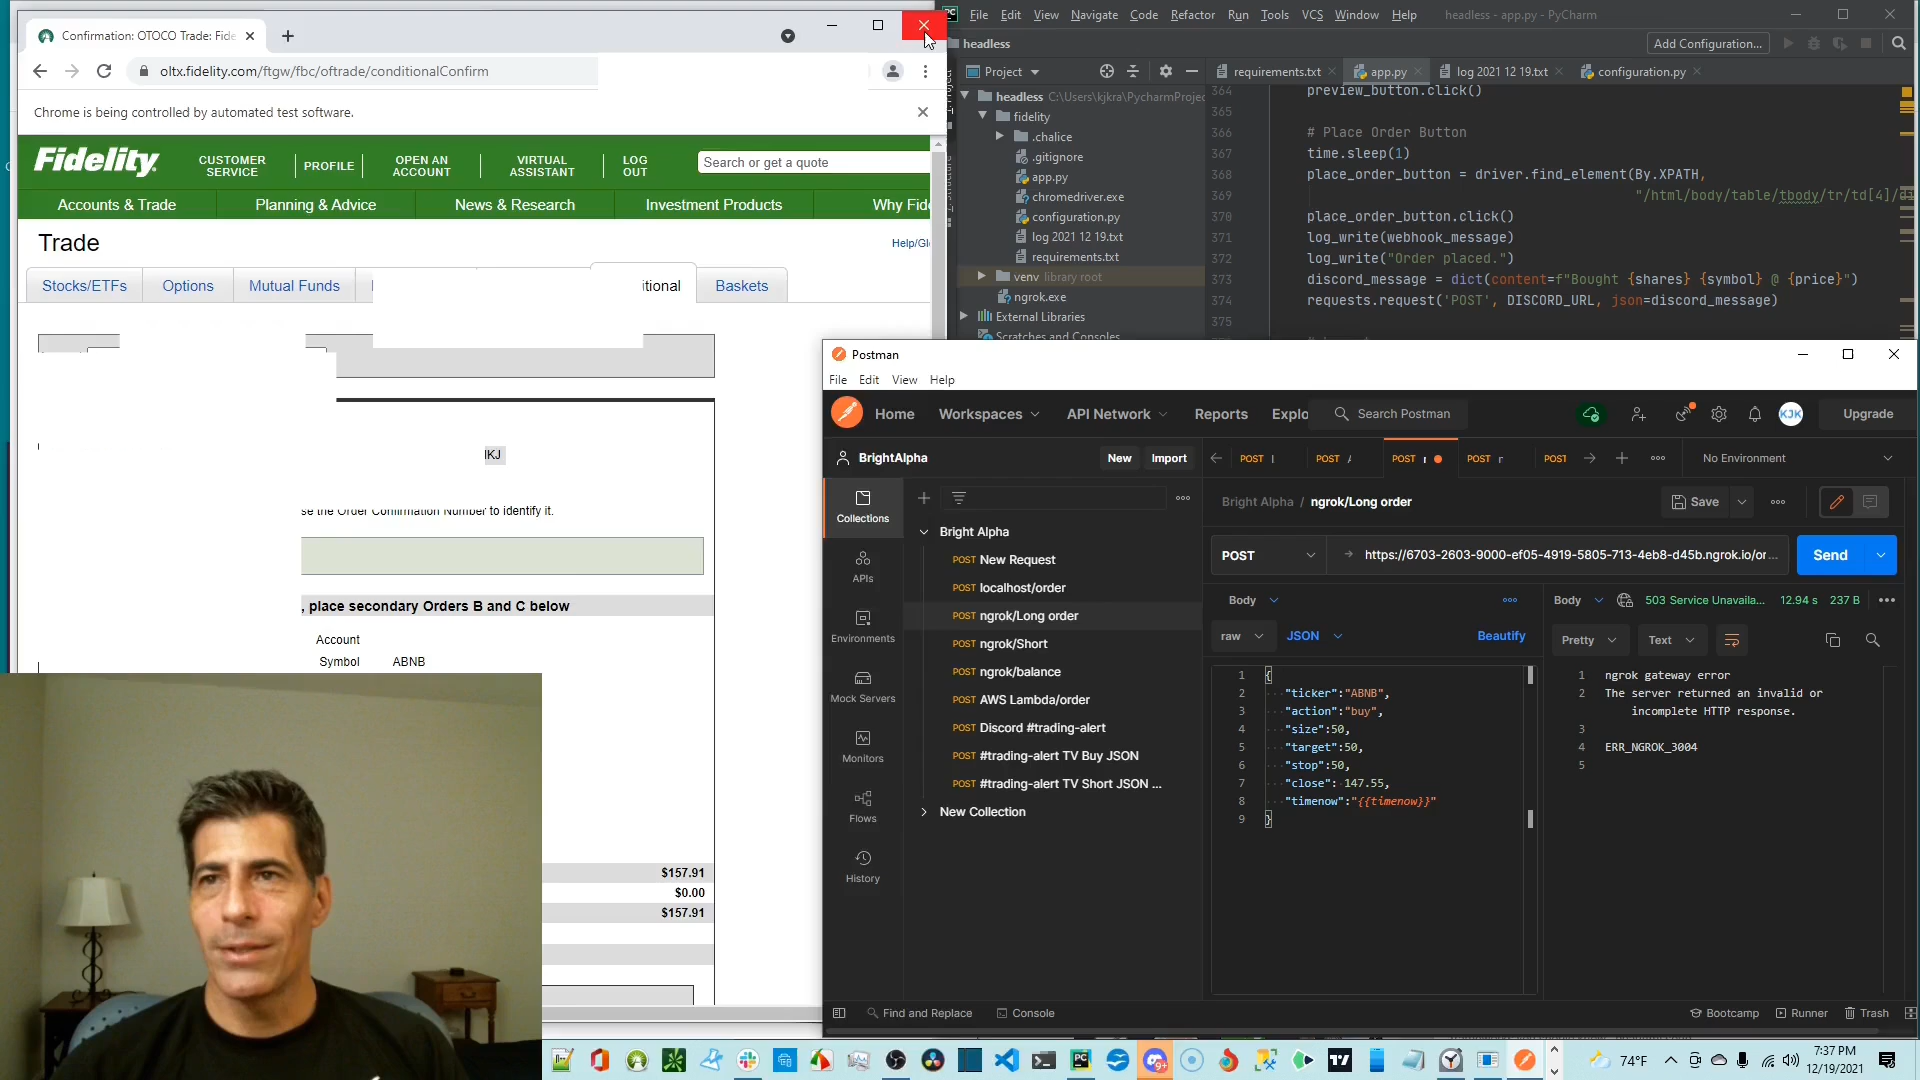 Confirmation: OTOCO Trade: Fide
oltx.fidelity.com/ftgw/fbc/oftrade/conditionalConfirm
Chrome is being controlled by automated test software.
Fidelity
CUSTOMER SERVICE
PROFILE
OPEN AN ACCOUNT
VIRTUAL ASSISTANT
LOG OUT
Search or get a quote
Accounts & Trade
Planning & Advice
News & Research
Investment Products
Why Fide
Trade
Help/Gl
Stocks/ETFs
Options
Mutual Funds
itional
Baskets
IKJ
se the Order Confirmation Number to identify it.
, place secondary Orders B and C below
Account
Symbol ABNB
$157.91
$0.00
$157.91
PC File Edit View Navigate Code Refactor Run Tools VCS Window Help headless - app.py - PyCharm
headless
Add Configuration...
Project
requirements.txt
app.py
log 2021 12 19.txt
configuration.py
headless C:\Users\kjkra\PycharmProjec
fidelity
.chalice
.gitignore
app.py
chromedriver.exe
configuration.py
log 2021 12 19.txt
requirements.txt
venv library root
ngrok.exe
External Libraries
Scratches and Consoles
364 preview_button.click()
365
366 # Place Order Button
367 time.sleep(1)
368 place_order_button = driver.find_element(By.XPATH,
369 "/html/body/table/tbody/tr/td[4]/di
370 place_order_button.click()
371 log_write(webhook_message)
372 log_write("Order placed.")
373 discord_message = dict(content=f"Bought {shares} {symbol} @ {price}")
374 requests.request('POST', DISCORD_URL, json=discord_message)
375
Postman
File Edit View Help
Home Workspaces API Network Reports Explo
Search Postman
KJK
Upgrade
BrightAlpha
New Import
POST
POST
POST
POST
POST
No Environment
Collections
APIs
Environments
Mock Servers
Monitors
Flows
History
Bright Alpha
POST New Request
POST localhost/order
POST ngrok/Long order
POST ngrok/Short
POST ngrok/balance
POST AWS Lambda/order
POST Discord #trading-alert
POST #trading-alert TV Buy JSON
POST #trading-alert TV Short JSON ...
New Collection
Bright Alpha / ngrok/Long order
Save
POST
https://6703-2603-9000-ef05-4919-5805-713-4eb8-d45b.ngrok.io/or...
Send
Body
raw JSON Beautify
1 {
2 "ticker":"ABNB",
3 "action":"buy",
4 "size":50,
5 "target":50,
6 "stop":50,
7 "close": 147.55,
8 "timenow":"{{timenow}}"
9 }
Body 503 Service Unavaila... 12.94 s 237 B
Pretty Text
1 ngrok gateway error
2 The server returned an invalid or
incomplete HTTP response.
3
4 ERR_NGROK_3004
5
Find and Replace Console
Bootcamp Runner Trash
74°F
7:37 PM
12/19/2021